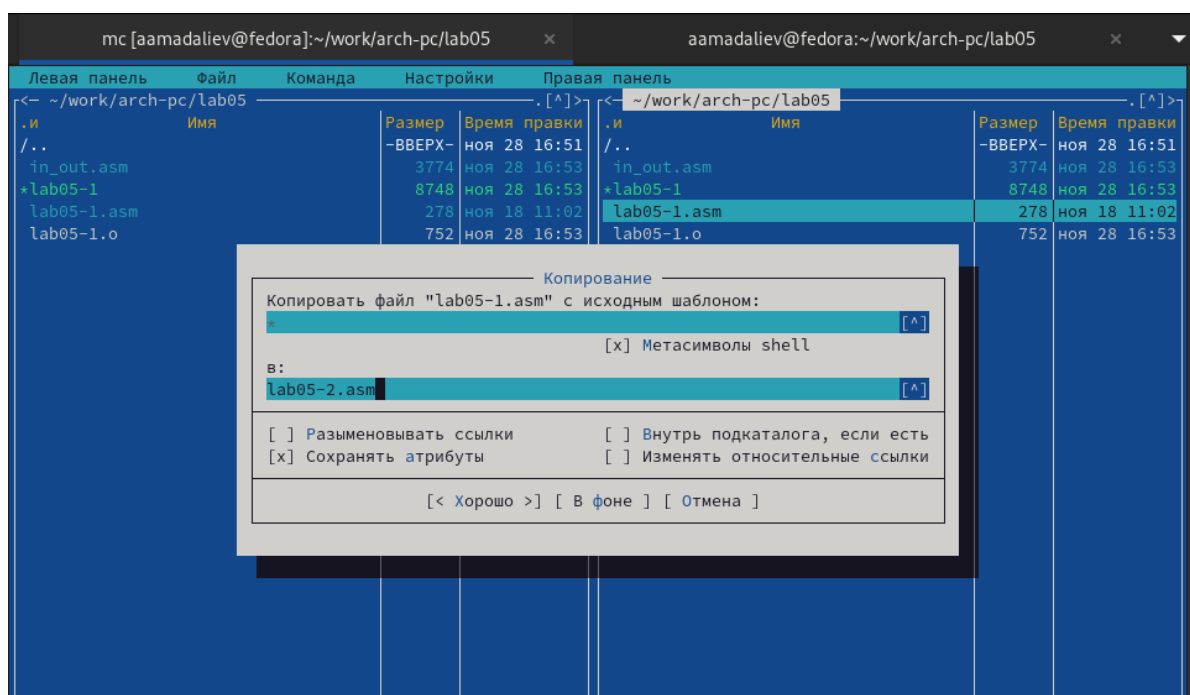 mc [aamadaliev@fedora]:~/work/arch-pc/lab05 × aamadaliev@fedora:~/work/arch-pc/lab05 ×
Левая панель Файл Команда Настройки Правая панель
<— ~/work/arch-pc/lab05 .[^]> <— ~/work/arch-pc/lab05 .[^]>
.и Имя Размер Время правки .и Имя Размер Время правки
/.. -ВВЕРХ- ноя 28 16:51 /.. -ВВЕРХ- ноя 28 16:51
in_out.asm 3774 ноя 28 16:53 in_out.asm 3774 ноя 28 16:53
*lab05-1 8748 ноя 28 16:53 *lab05-1 8748 ноя 28 16:53
lab05-1.asm 278 ноя 18 11:02 lab05-1.asm 278 ноя 18 11:02
lab05-1.o 752 ноя 28 16:53 lab05-1.o 752 ноя 28 16:53
Копирование
Копировать файл "lab05-1.asm" с исходным шаблоном:
* [^]
[x] Метасимволы shell
в:
lab05-2.asm [^]
[ ] Разыменовывать ссылки [ ] Внутрь подкаталога, если есть
[x] Сохранять атрибуты [ ] Изменять относительные ссылки
[< Хорошо >] [ В фоне ] [ Отмена ]